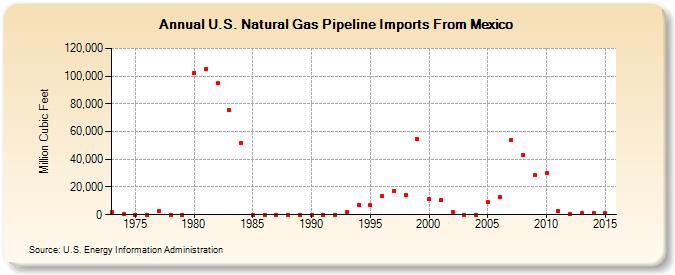 Annual U.S. Natural Gas Pipeline Imports From Mexico
Million Cubic Feet
120,000
100,000
80,000
60,000
40,000
20,000
0
1975 1980 1985 1990 1995 2000 2005 2010 2015
Source: U.S. Energy Information Administration